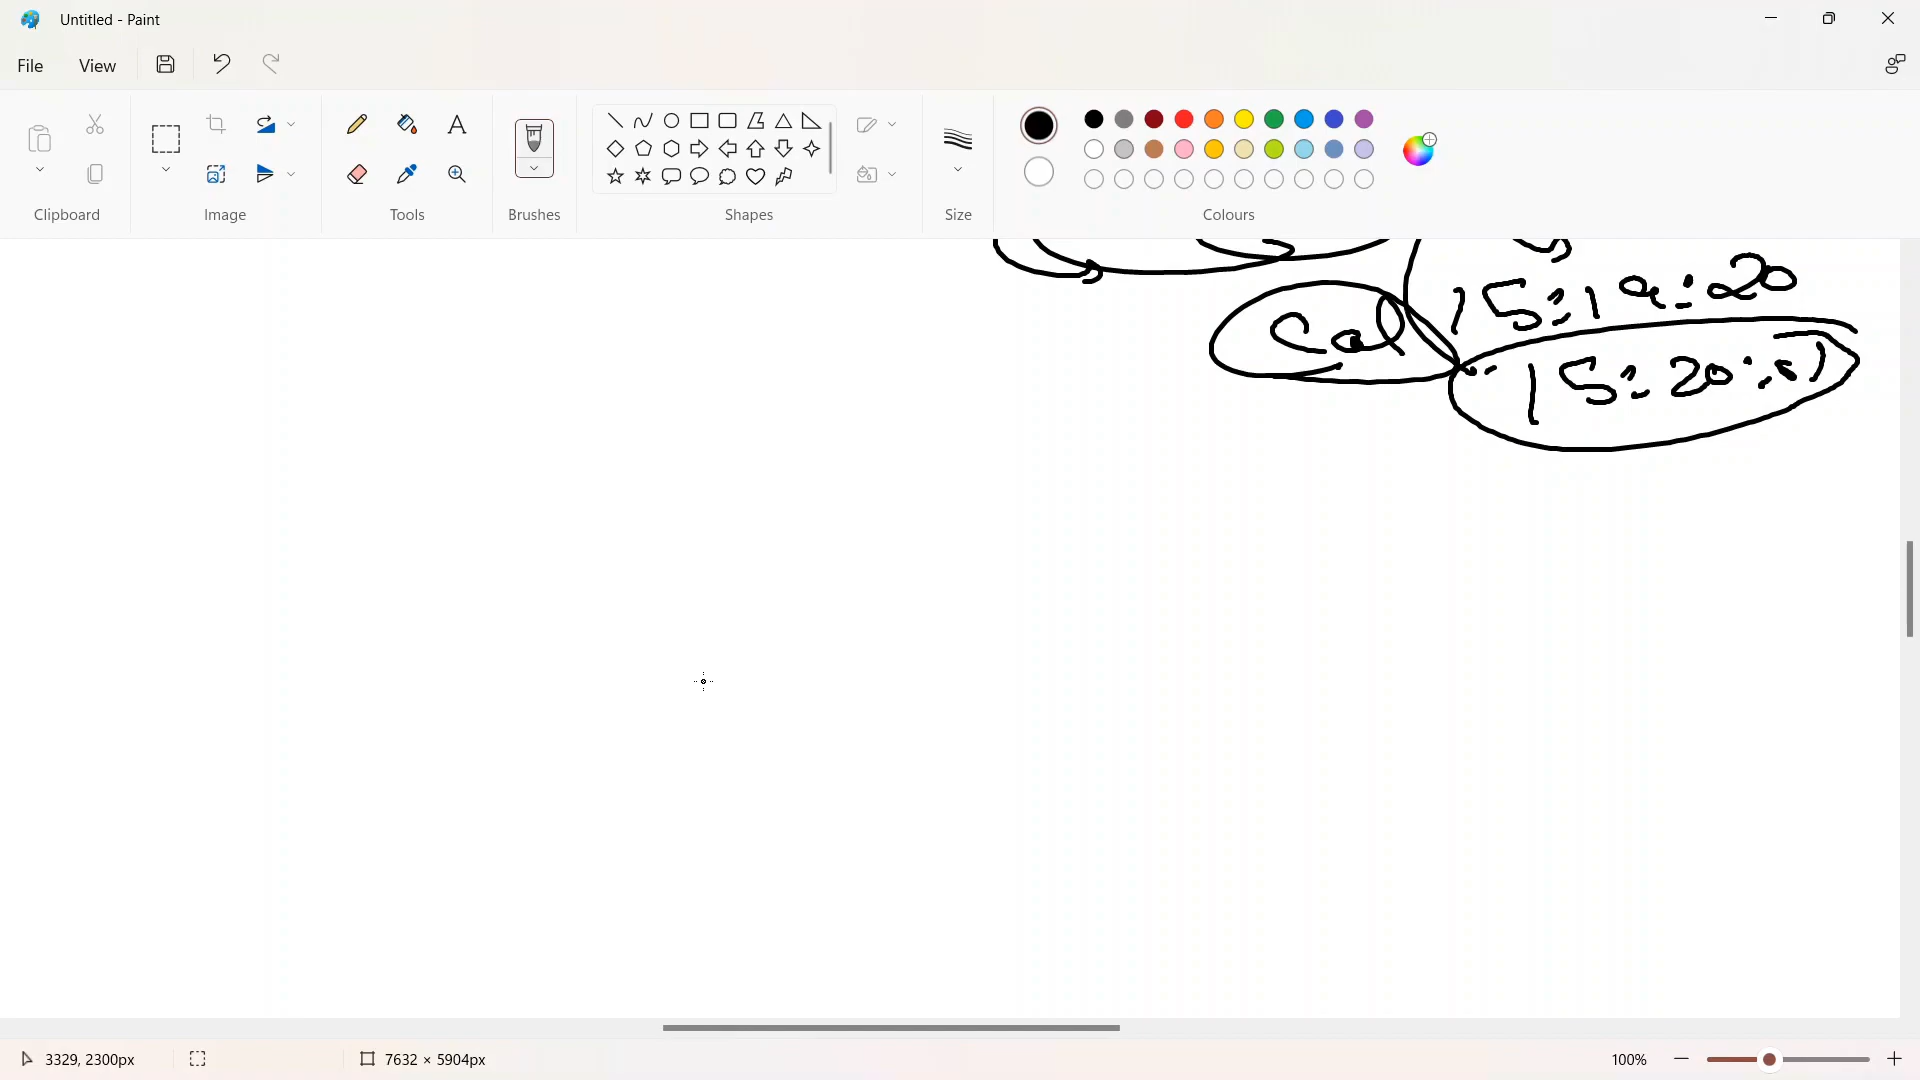 Untitled - Paint
File
View
Clipboard
Image
Tools
Brushes
Shapes
Size
Colours
15:19:20
Cal
15:20:
3329, 2300px
7632 × 5904px
100%